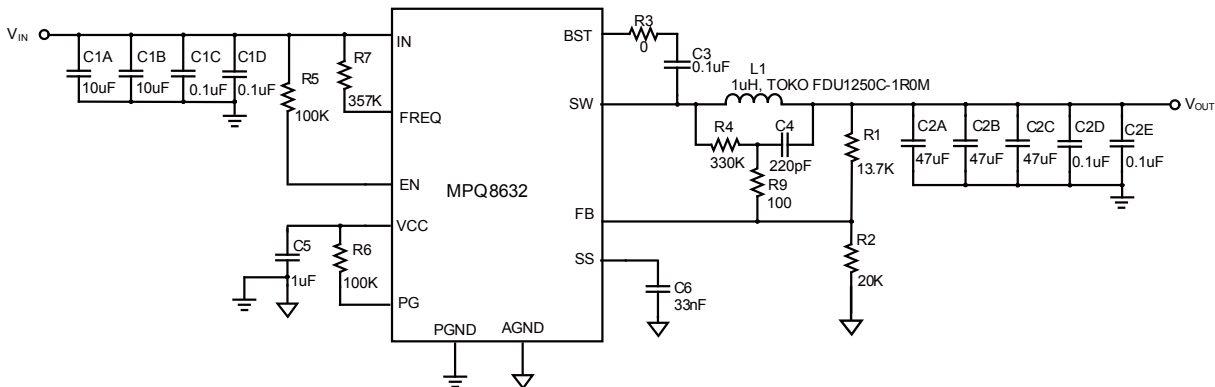 VIN
C1A
10uF
C1B
10uF
C1C
0.1uF
C1D
0.1uF
R5
100K
R7
357K
IN
FREQ
EN
VCC
PG
PGND
AGND
MPQ8632
BST
SW
FB
SS
C5
1uF
R6
100K
R3
0
C3
0.1uF
L1
1uH, TOKO FDU1250C-1R0M
R4
330K
C4
220pF
R9
100
R1
13.7K
R2
20K
C6
33nF
C2A
47uF
C2B
47uF
C2C
47uF
C2D
0.1uF
C2E
0.1uF
VOUT